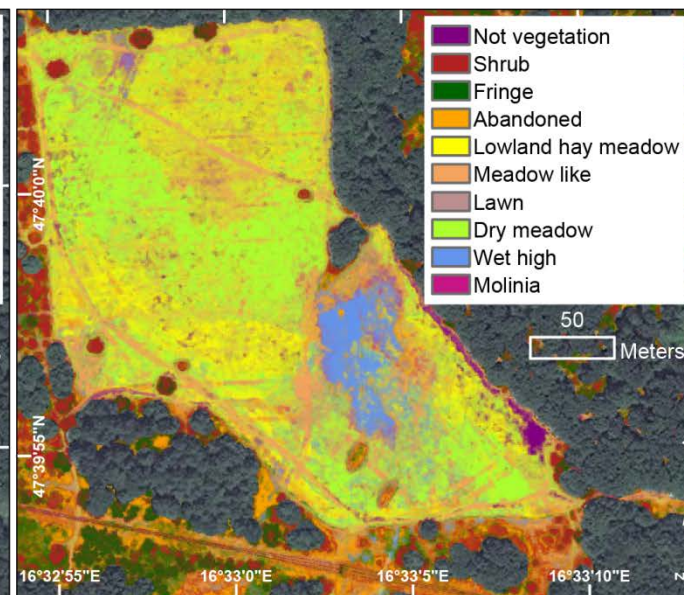 Not vegetation
Shrub
Fringe
Abandoned
Lowland hay meadow
Meadow like
Lawn
Dry meadow
Wet high
Molinia
50
Meters
47°40'0"N
47°39'55"N
16°32'55"E
16°33'0"E
16°33'5"E
16°33'10"E